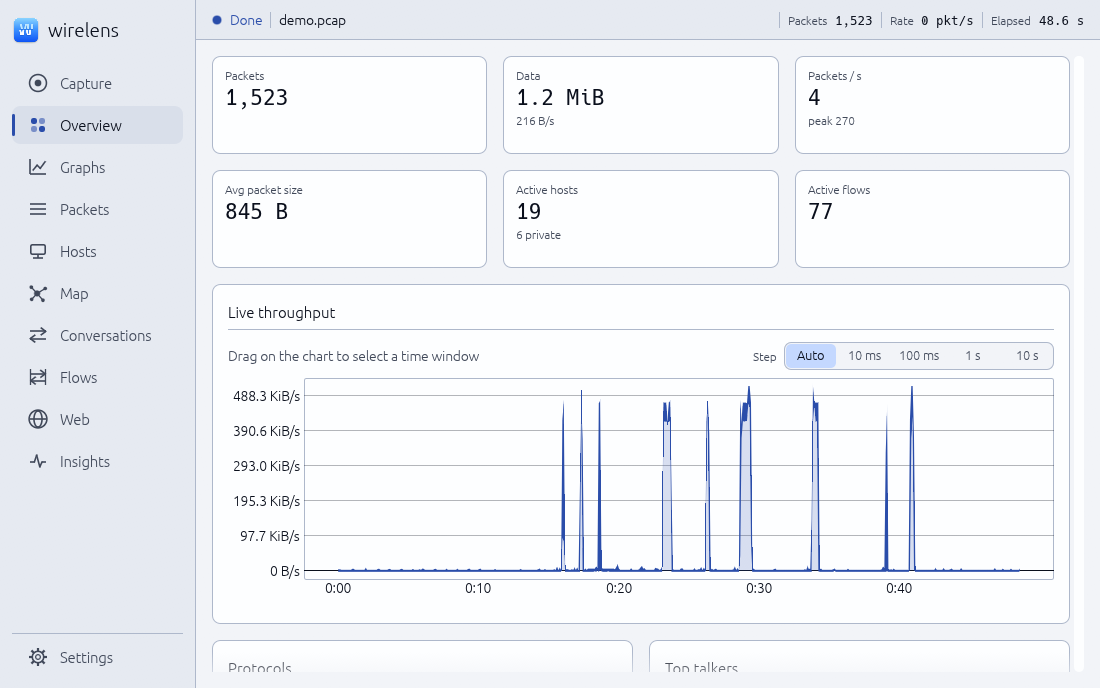 wirelens
Done demo.pcap Packets 1,523 Rate 0 pkt/s Elapsed 48.6 s
Capture
Overview
Graphs
Packets
Hosts
Map
Conversations
Flows
Web
Insights
Settings
Packets
1,523
Data
1.2 MiB
216 B/s
Packets / s
4
peak 270
Avg packet size
845 B
Active hosts
19
6 private
Active flows
77
Live throughput
Drag on the chart to select a time window Step Auto 10 ms 100 ms 1 s 10 s
488.3 KiB/s
390.6 KiB/s
293.0 KiB/s
195.3 KiB/s
97.7 KiB/s
0 B/s
0:00 0:10 0:20 0:30 0:40
Protocols Top talkers